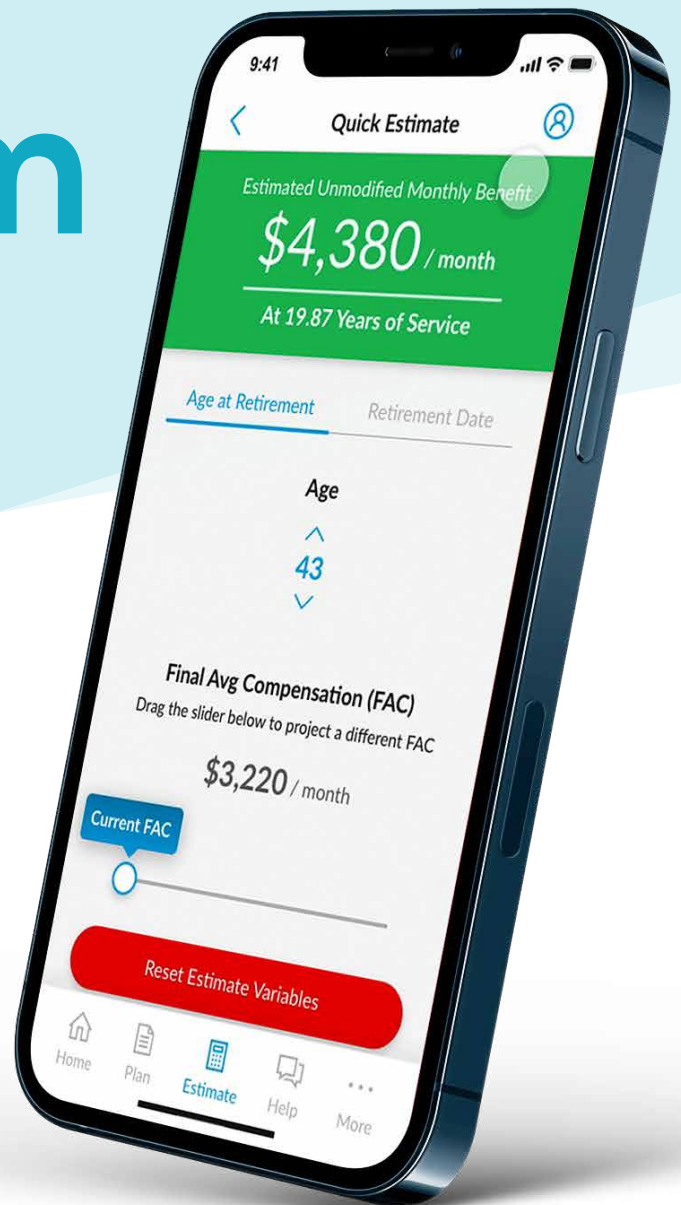 m
9:41
Quick Estimate
Estimated Unmodified Monthly Benefit
$4,380 / month
At 19.87 Years of Service
Age at Retirement
Retirement Date
Age
43
Final Avg Compensation (FAC)
Drag the slider below to project a different FAC
$3,220 / month
Current FAC
Reset Estimate Variables
Home
Plan
Estimate
Help
More